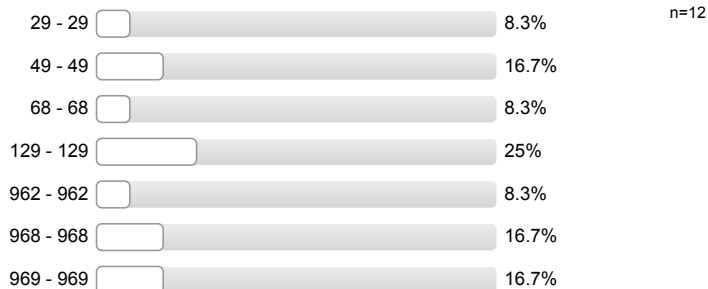 29 - 29 8.3% n=12
49 - 49 16.7%
68 - 68 8.3%
129 - 129 25%
962 - 962 8.3%
968 - 968 16.7%
969 - 969 16.7%